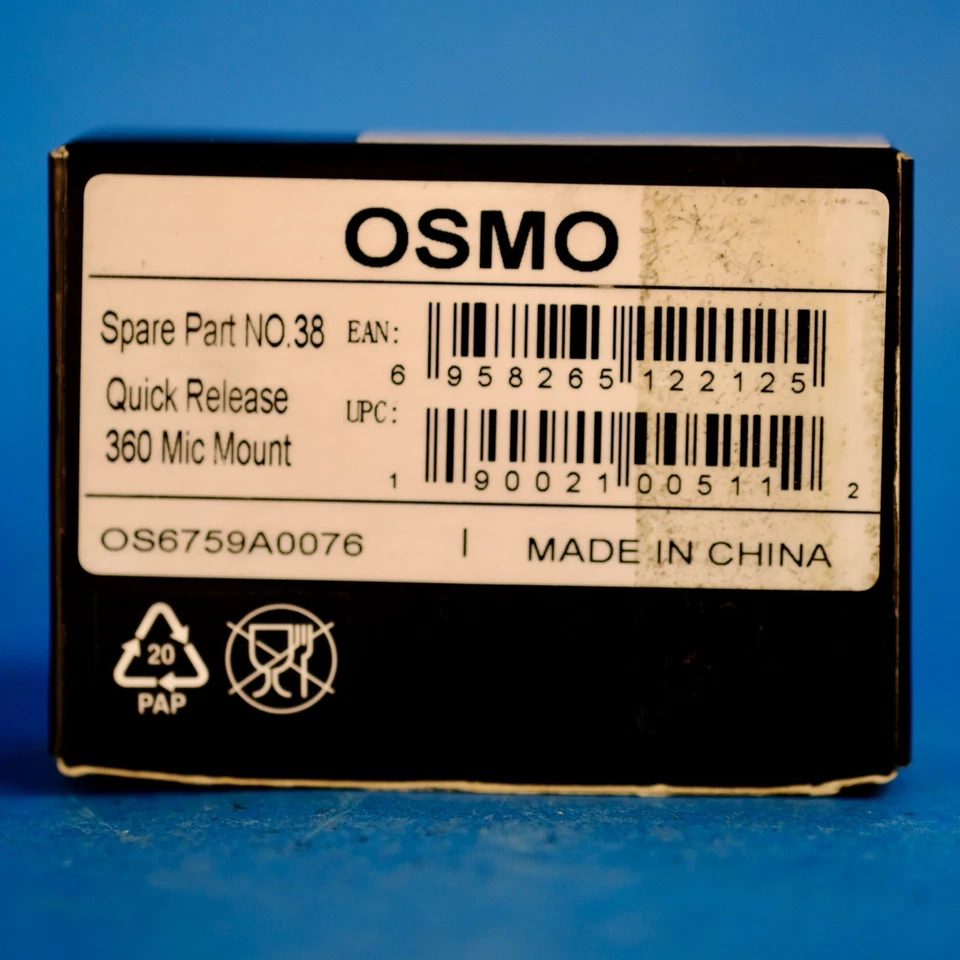 OSMO
Spare Part NO.38
Quick Release
360 Mic Mount
EAN:
6 958265 122125
UPC:
1 90021 00511 2
OS6759A0076 | MADE IN CHINA
20
PAP